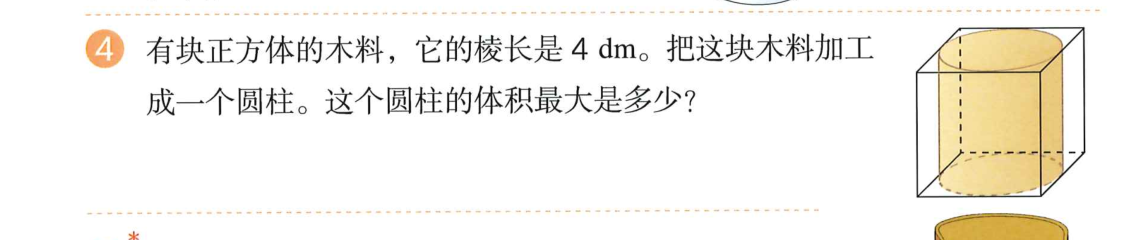 4 有块正方体的木料，它的棱长是 4 dm。把这块木料加工
成一个圆柱。这个圆柱的体积最大是多少？
*